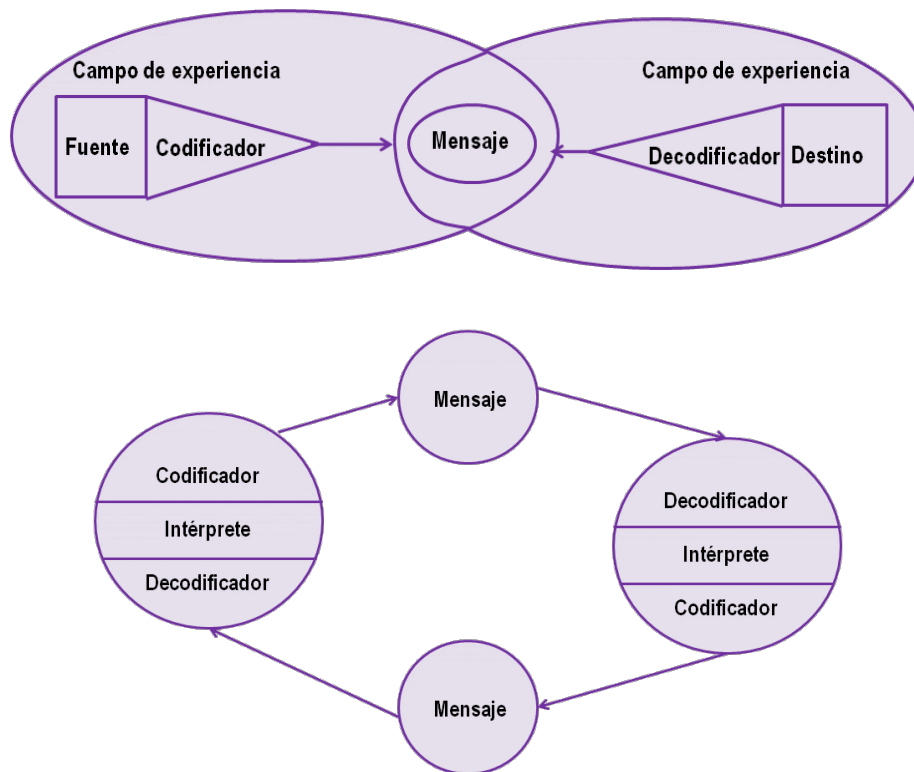 Campo de experiencia
Campo de experiencia
Fuente
Codificador
Mensaje
Decodificador
Destino
Mensaje
Codificador
Intérprete
Decodificador
Decodificador
Intérprete
Codificador
Mensaje